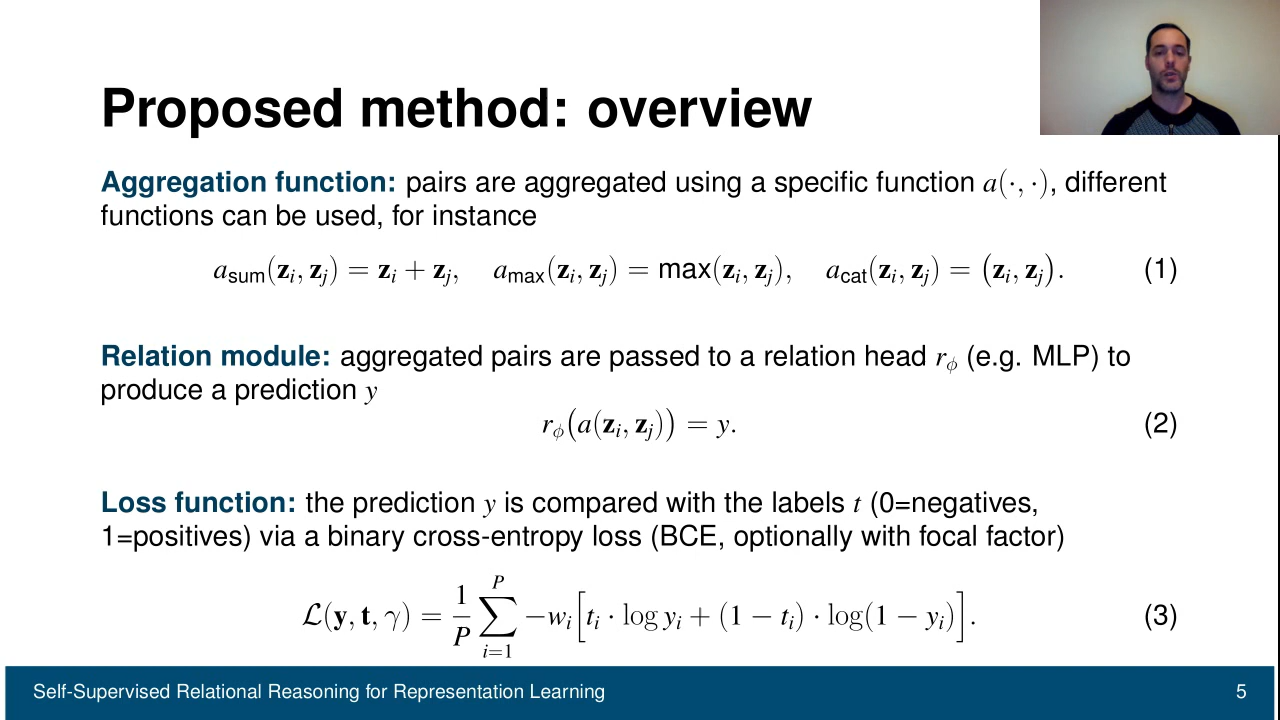 Proposed method: overview
Aggregation function: pairs are aggregated using a specific function a(·, ·), different
functions can be used, for instance
a_sum(z_i, z_j) = z_i + z_j,   a_max(z_i, z_j) = max(z_i, z_j),   a_cat(z_i, z_j) = (z_i, z_j).   (1)
Relation module: aggregated pairs are passed to a relation head r_ϕ (e.g. MLP) to
produce a prediction y
r_ϕ(a(z_i, z_j)) = y.   (2)
Loss function: the prediction y is compared with the labels t (0=negatives,
1=positives) via a binary cross-entropy loss (BCE, optionally with focal factor)
ℒ(y, t, γ) = 1/P ∑_{i=1}^{P} −w_i[t_i · log y_i + (1 − t_i) · log(1 − y_i)].   (3)
Self-Supervised Relational Reasoning for Representation Learning   5